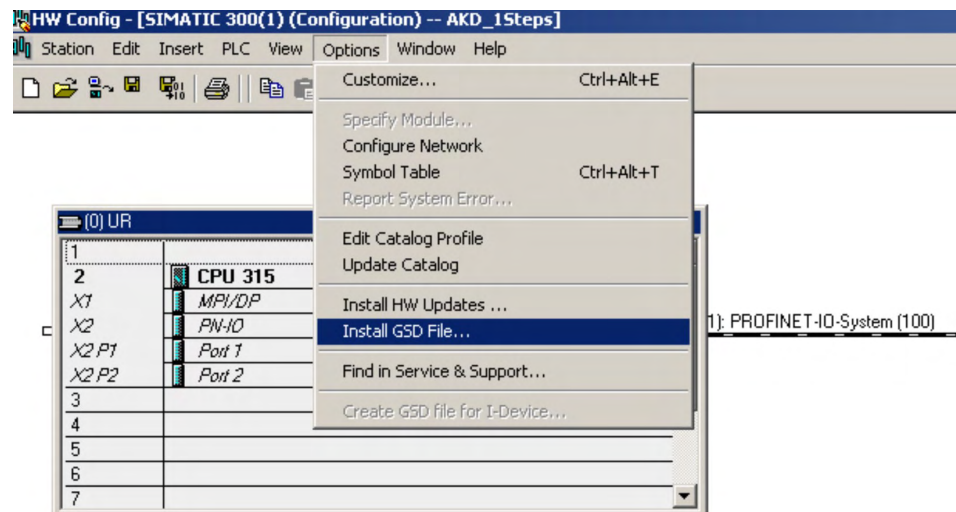 HW Config - [SIMATIC 300(1) (Configuration) -- AKD_1Steps]
Station Edit Insert PLC View Options Window Help
Customize... Ctrl+Alt+E
Specify Module...
Configure Network
Symbol Table Ctrl+Alt+T
Report System Error...
Edit Catalog Profile
Update Catalog
Install HW Updates ...
Install GSD File...
Find in Service & Support...
Create GSD file for I-Device...
(0) UR
1
2 CPU 315
X1 MPI/DP
X2 PN-IO
X2 P1 Port 1
X2 P2 Port 2
3
4
5
6
7
1): PROFINET-IO-System (100)